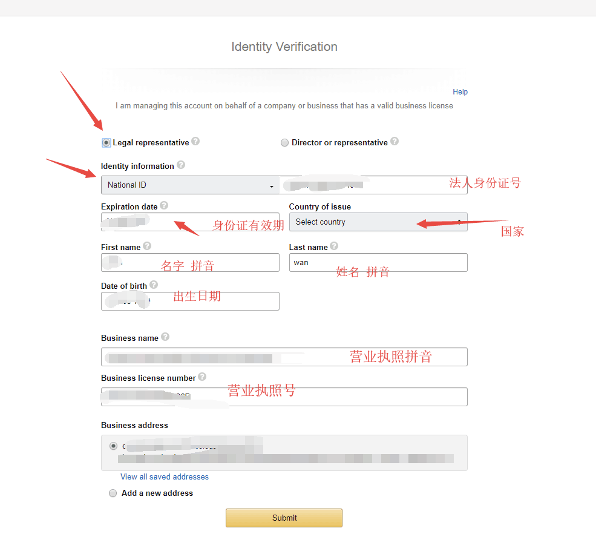 Identity Verification
Help
I am managing this account on behalf of a company or business that has a valid business license
Legal representative ?
Director or representative ?
Identity information ?
National ID
法人身份证号
Expiration date ?
Country of issue
身份证有效期
Select country
国家
First name ?
Last name ?
名字 拼音
wan
姓名 拼音
Date of birth ?
出生日期
Business name ?
营业执照拼音
Business license number ?
营业执照号
Business address
View all saved addresses
Add a new address
Submit